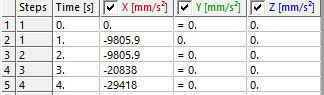 Steps Time [s] X [mm/s²] Y [mm/s²] Z [mm/s²]
1 1 0. 0. = 0. 0.
2 1 1. -9805.9 0. 0.
3 2 2. -9805.9 = 0. 0.
4 3 3. -20838 = 0. 0.
5 4 4. -29418 = 0. 0.